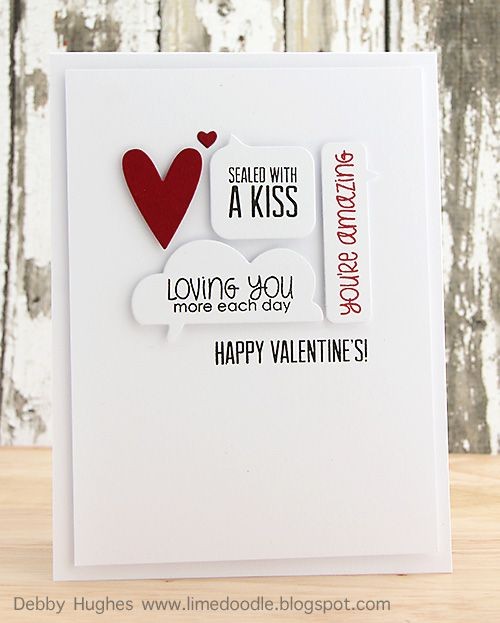 SEALED WITH
A KISS
YOU'RE AMAZING
LOVING YOU
more each day
HAPPY VALENTINE'S!
Debby Hughes www.limedoodle.blogspot.com